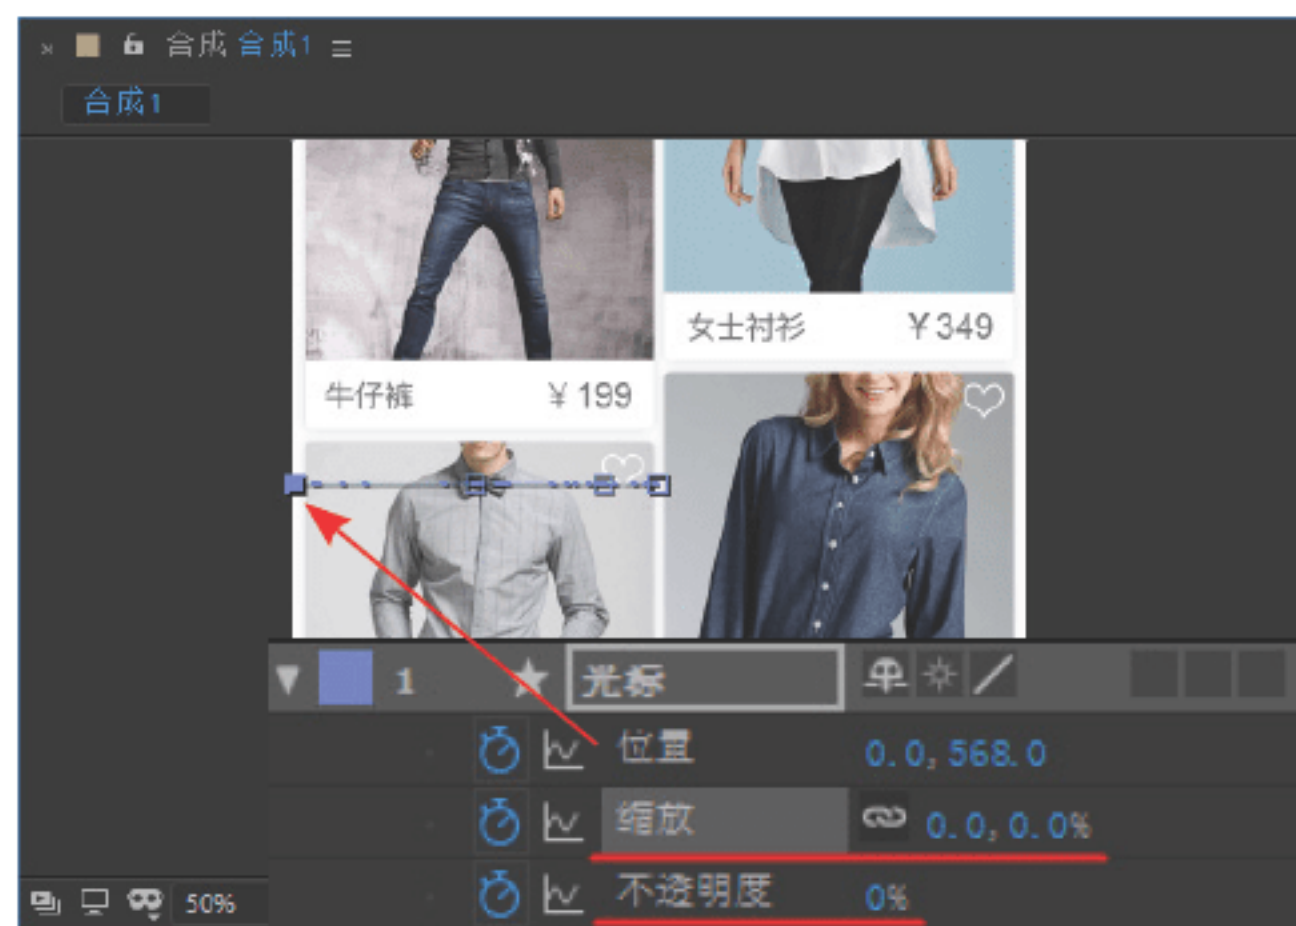 合成 合成1
合成1
女士衬衫 ￥349
牛仔裤 ￥199
1 光标
位置 0.0, 568.0
缩放 0.0, 0.0%
不透明度 0%
50%